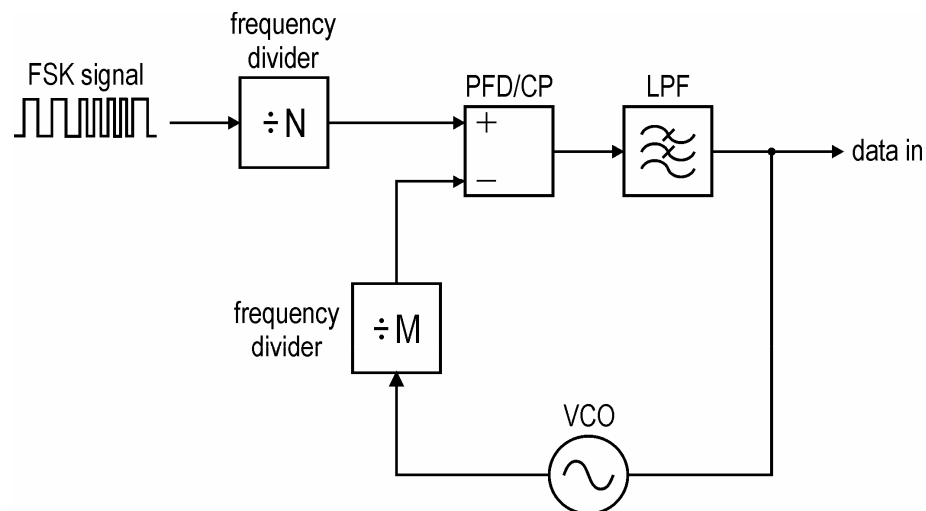 frequency
divider
FSK signal
÷N
PFD/CP
+
−
LPF
data in
frequency
divider
÷M
VCO